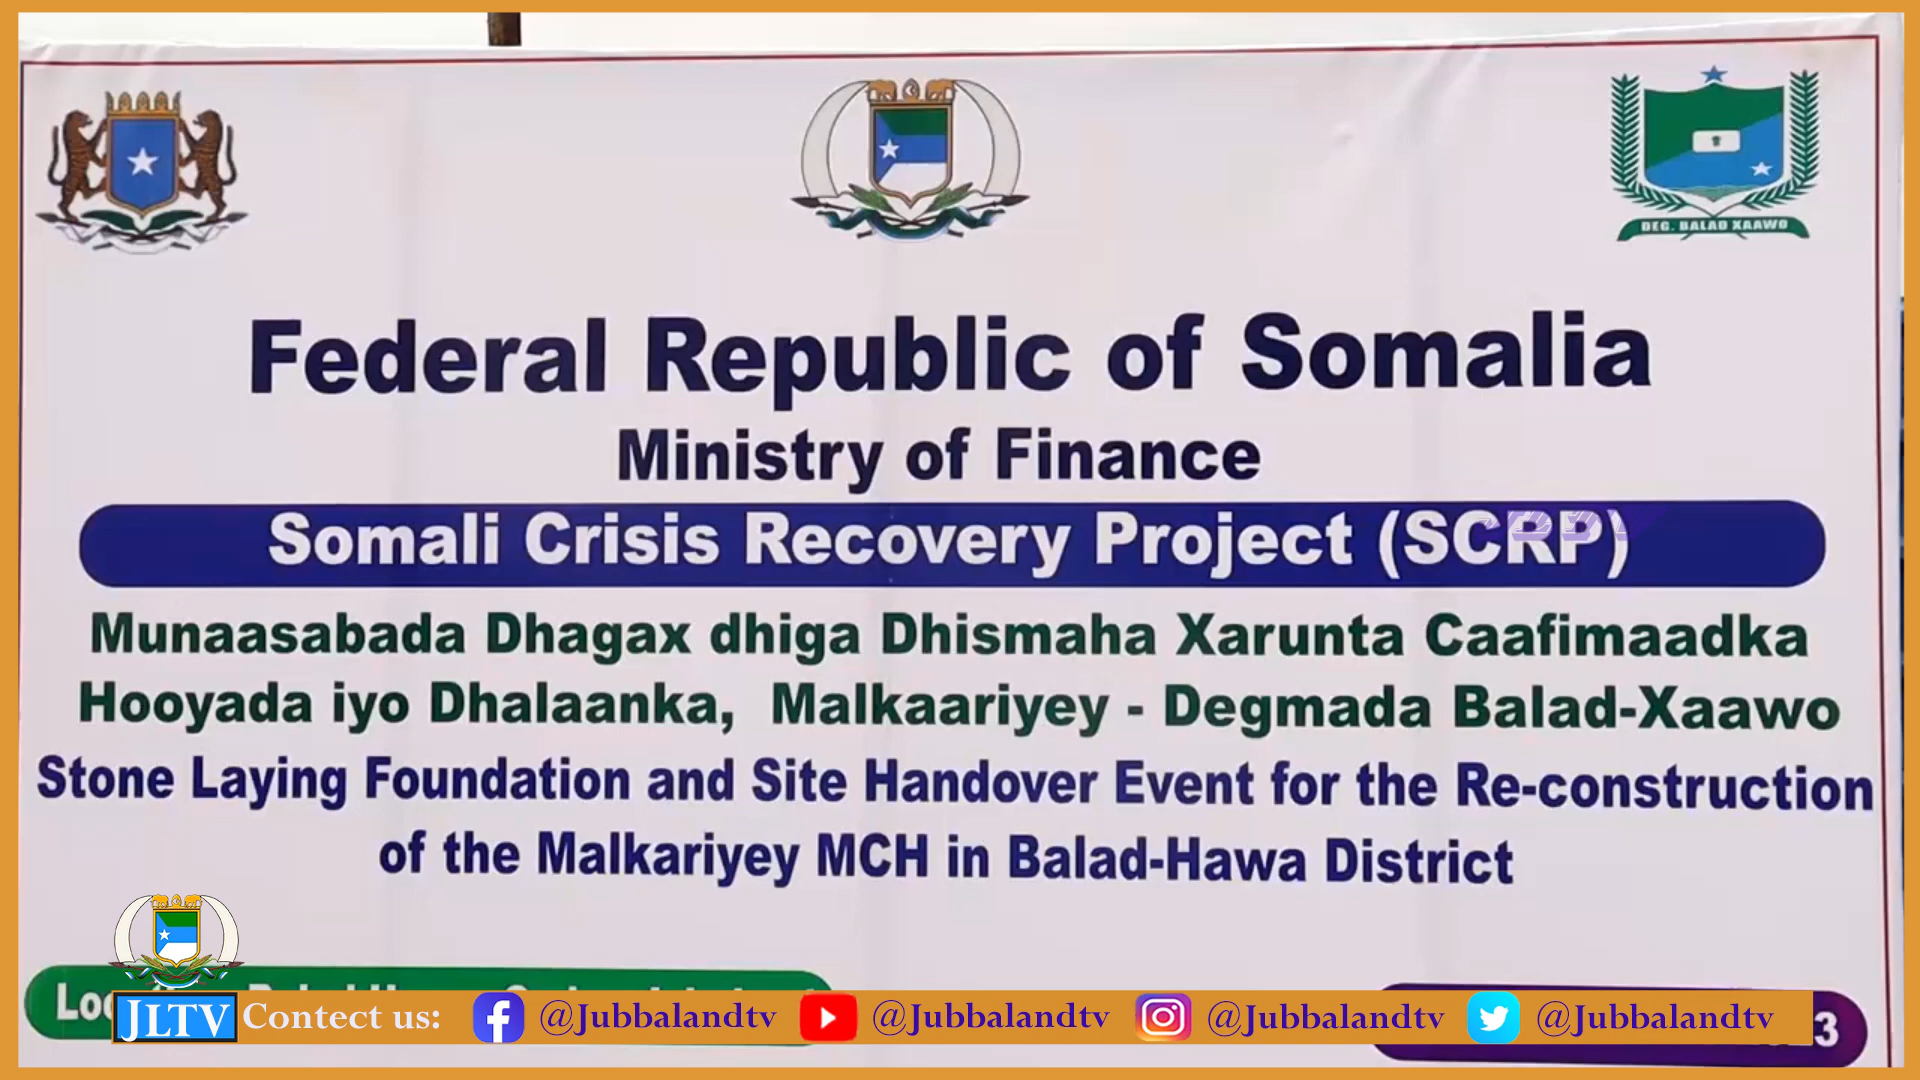 DEG. BALAD XAAWO
Federal Republic of Somalia
Ministry of Finance
Somali Crisis Recovery Project (SCRP)
Munaasabada Dhagax dhiga Dhismaha Xarunta Caafimaadka
Hooyada iyo Dhalaanka, Malkaariyey - Degmada Balad-Xaawo
Stone Laying Foundation and Site Handover Event for the Re-construction
of the Malkariyey MCH in Balad-Hawa District
JLTV Contect us: @Jubbalandtv @Jubbalandtv @Jubbalandtv @Jubbalandtv